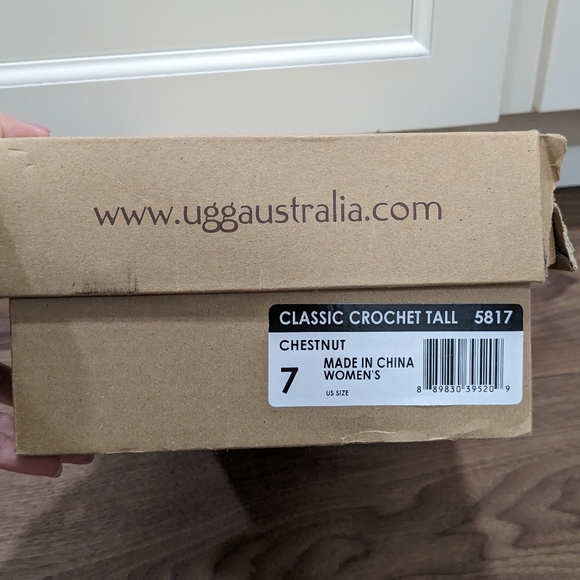 www.uggaustralia.com
CLASSIC CROCHET TALL 5817
CHESTNUT
7
MADE IN CHINA
WOMEN'S
US SIZE
8 89830 39520 9